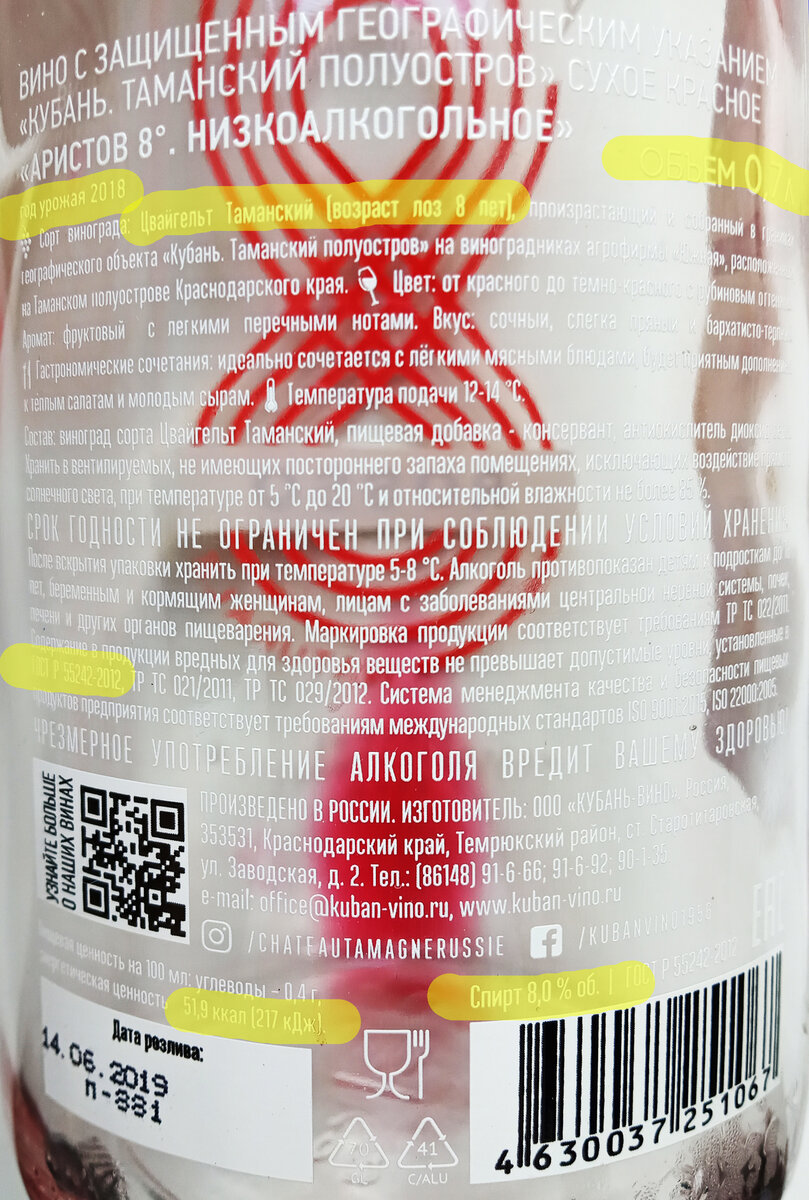 ВИНО С ЗАЩИЩЕННЫМ ГЕОГРАФИЧЕСКИМ УКАЗАНИЕМ
«КУБАНЬ. ТАМАНСКИЙ ПОЛУОСТРОВ» СУХОЕ КРАСНОЕ
«АРИСТОВ 8°. НИЗКОАЛКОГОЛЬНОЕ»
ОБЪЕМ 0,7л
год урожая 2018
Сорт винограда: Цвайгельт Таманский (возраст лоз 8 лет), произрастающий и собранный в границах
географического объекта «Кубань. Таманский полуостров» на виноградниках агрофирмы «Южная», расположенных
на Таманском полуострове Краснодарского края. Цвет: от красного до темно-красного с рубиновым оттенком.
Аромат: фруктовый с легкими перечными нотами. Вкус: сочный, слегка пряный и бархатисто-терпкий
Гастрономические сочетания: идеально сочетается с лёгкими мясными блюдами, будет приятным дополнением
к тёплым салатам и молодым сырам. Температура подачи 12-14 °С.
Состав: виноград сорта Цвайгельт Таманский, пищевая добавка - консервант, антиокислитель диоксид
Хранить в вентилируемых, не имеющих постороннего запаха помещениях, исключающих воздействие
солнечного света, при температуре от 5 °С до 20 °С и относительной влажности не более 85 %.
СРОК ГОДНОСТИ НЕ ОГРАНИЧЕН ПРИ СОБЛЮДЕНИИ УСЛОВИЙ ХРАНЕНИЯ
После вскрытия упаковки хранить при температуре 5-8 °С. Алкоголь противопоказан детям и подросткам до
лет, беременным и кормящим женщинам, лицам с заболеваниями центральной нервной системы, почек,
печени и других органов пищеварения. Маркировка продукции соответствует требованиям ТР ТС 022/2011
Содержание в продукции вредных для здоровья веществ не превышает допустимые уровни, установленные в
ГОСТ Р 55242-2012, ТР ТС 021/2011, ТР ТС 029/2012. Система менеджмента качества и безопасности пищевых
продуктов предприятия соответствует требованиям международных стандартов ISO 9001:2015, ISO 22000:2005.
ЧРЕЗМЕРНОЕ УПОТРЕБЛЕНИЕ АЛКОГОЛЯ ВРЕДИТ ВАШЕМУ ЗДОРОВЬЮ!
УЗНАЙТЕ БОЛЬШЕ
О НАШИХ ВИНАХ
ПРОИЗВЕДЕНО В РОССИИ. ИЗГОТОВИТЕЛЬ: ООО «КУБАНЬ-ВИНО», Россия,
353531, Краснодарский край, Темрюкский район, ст. Старотитаровская,
ул. Заводская, д. 2. Тел.: (86148) 91-6-66; 91-6-92; 90-1-35.
e-mail: office@kuban-vino.ru, www.kuban-vino.ru
/CHATEAUTAMAGNERUSSIE /KUBANVINO1956
EAC
Пищевая ценность на 100 мл: углеводы – 0,4 г,
энергетическая ценность 51,9 ккал (217 кДж).
Спирт 8,0 % об. | ГОСТ Р 55242-2012
Дата розлива:
14.06.2019
П-881
70
GL
41
C/ALU
4630037251067